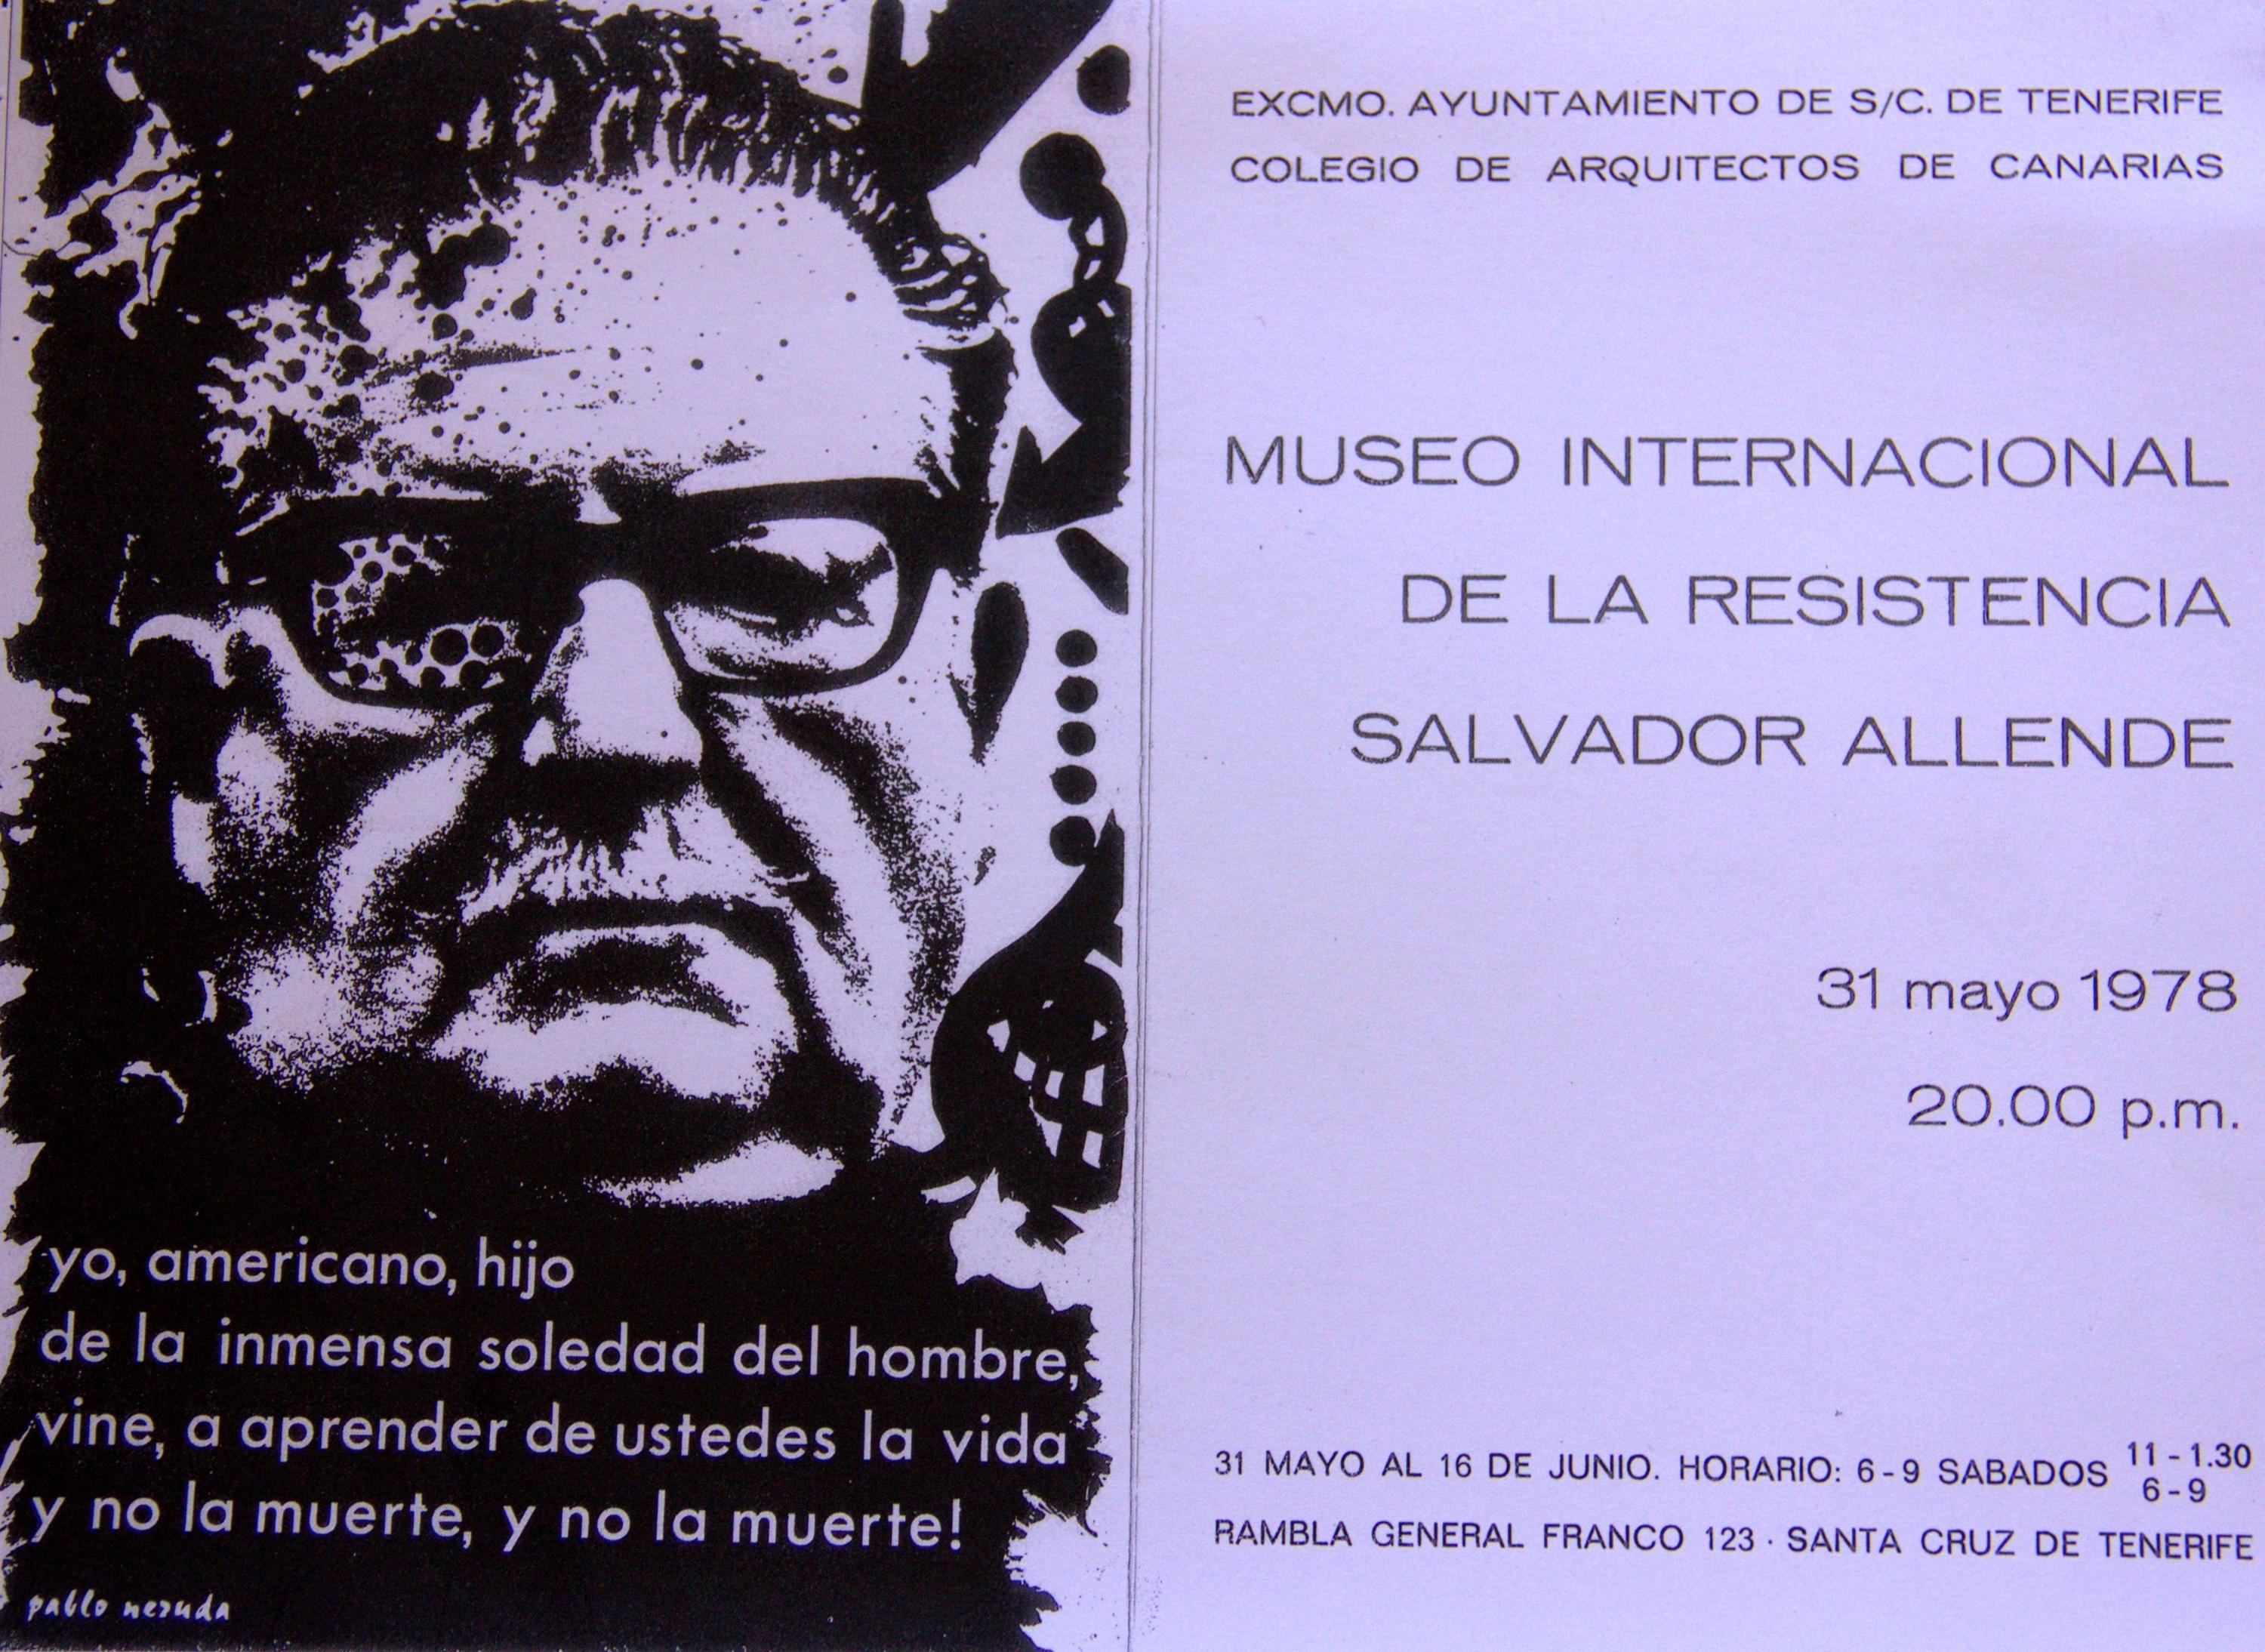 yo, americano, hijo
de la inmensa soledad del hombre,
vine, a aprender de ustedes la vida
y no la muerte, y no la muerte!
pablo neruda
EXCMO. AYUNTAMIENTO DE S/C. DE TENERIFE
COLEGIO DE ARQUITECTOS DE CANARIAS
MUSEO INTERNACIONAL
DE LA RESISTENCIA
SALVADOR ALLENDE
31 mayo 1978
20.00 p.m.
31 MAYO AL 16 DE JUNIO. HORARIO: 6-9 SABADOS 11-1.30
6-9
RAMBLA GENERAL FRANCO 123 · SANTA CRUZ DE TENERIFE